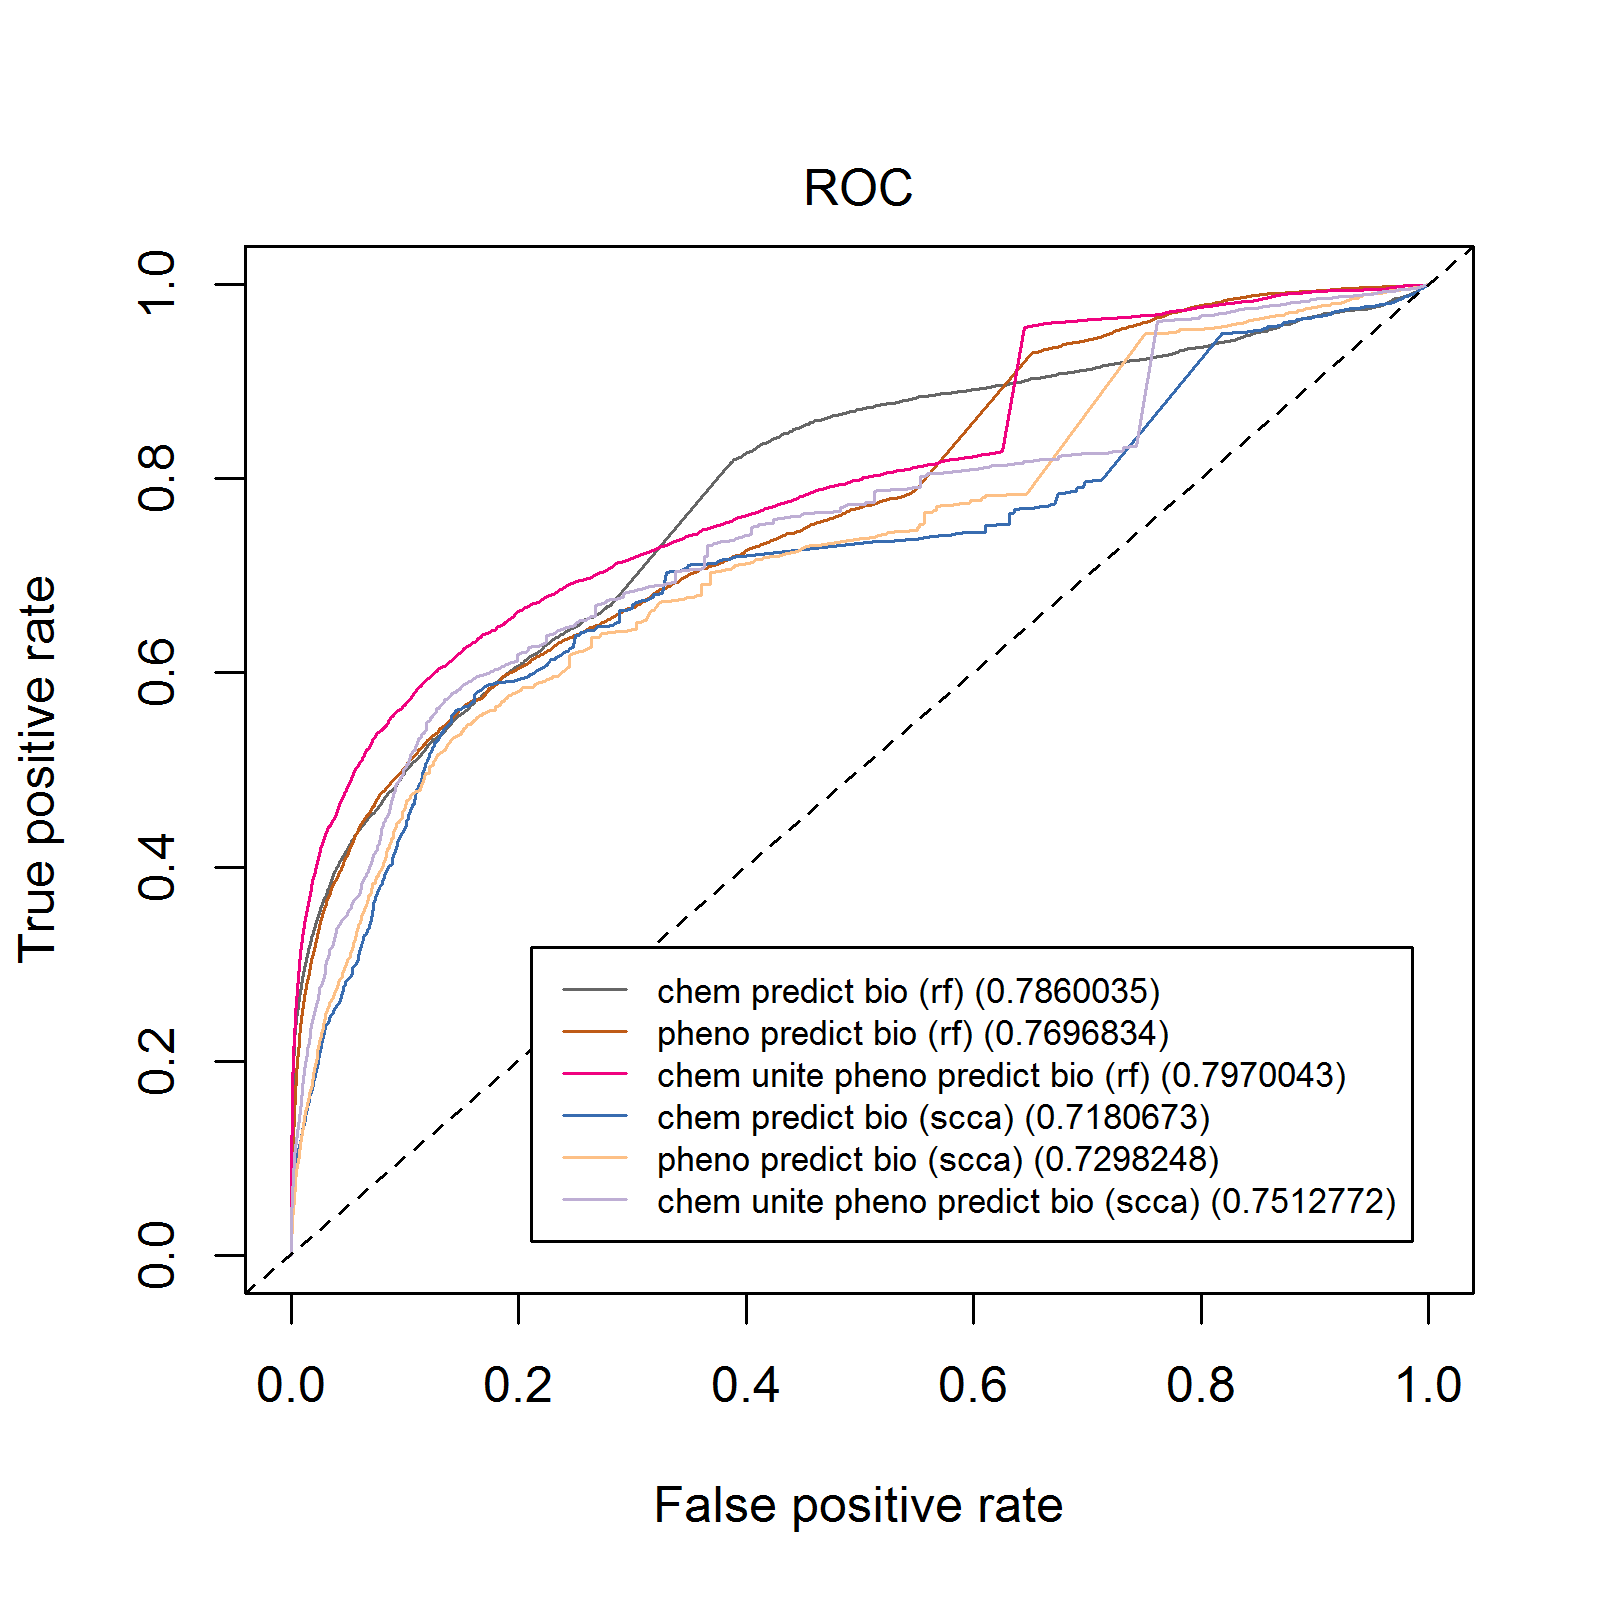 ROC
True positive rate
1.0
0.8
0.6
0.4
0.2
0.0
chem predict bio (rf) (0.7860035)
pheno predict bio (rf) (0.7696834)
chem unite pheno predict bio (rf) (0.7970043)
chem predict bio (scca) (0.7180673)
pheno predict bio (scca) (0.7298248)
chem unite pheno predict bio (scca) (0.7512772)
0.0 0.2 0.4 0.6 0.8 1.0
False positive rate